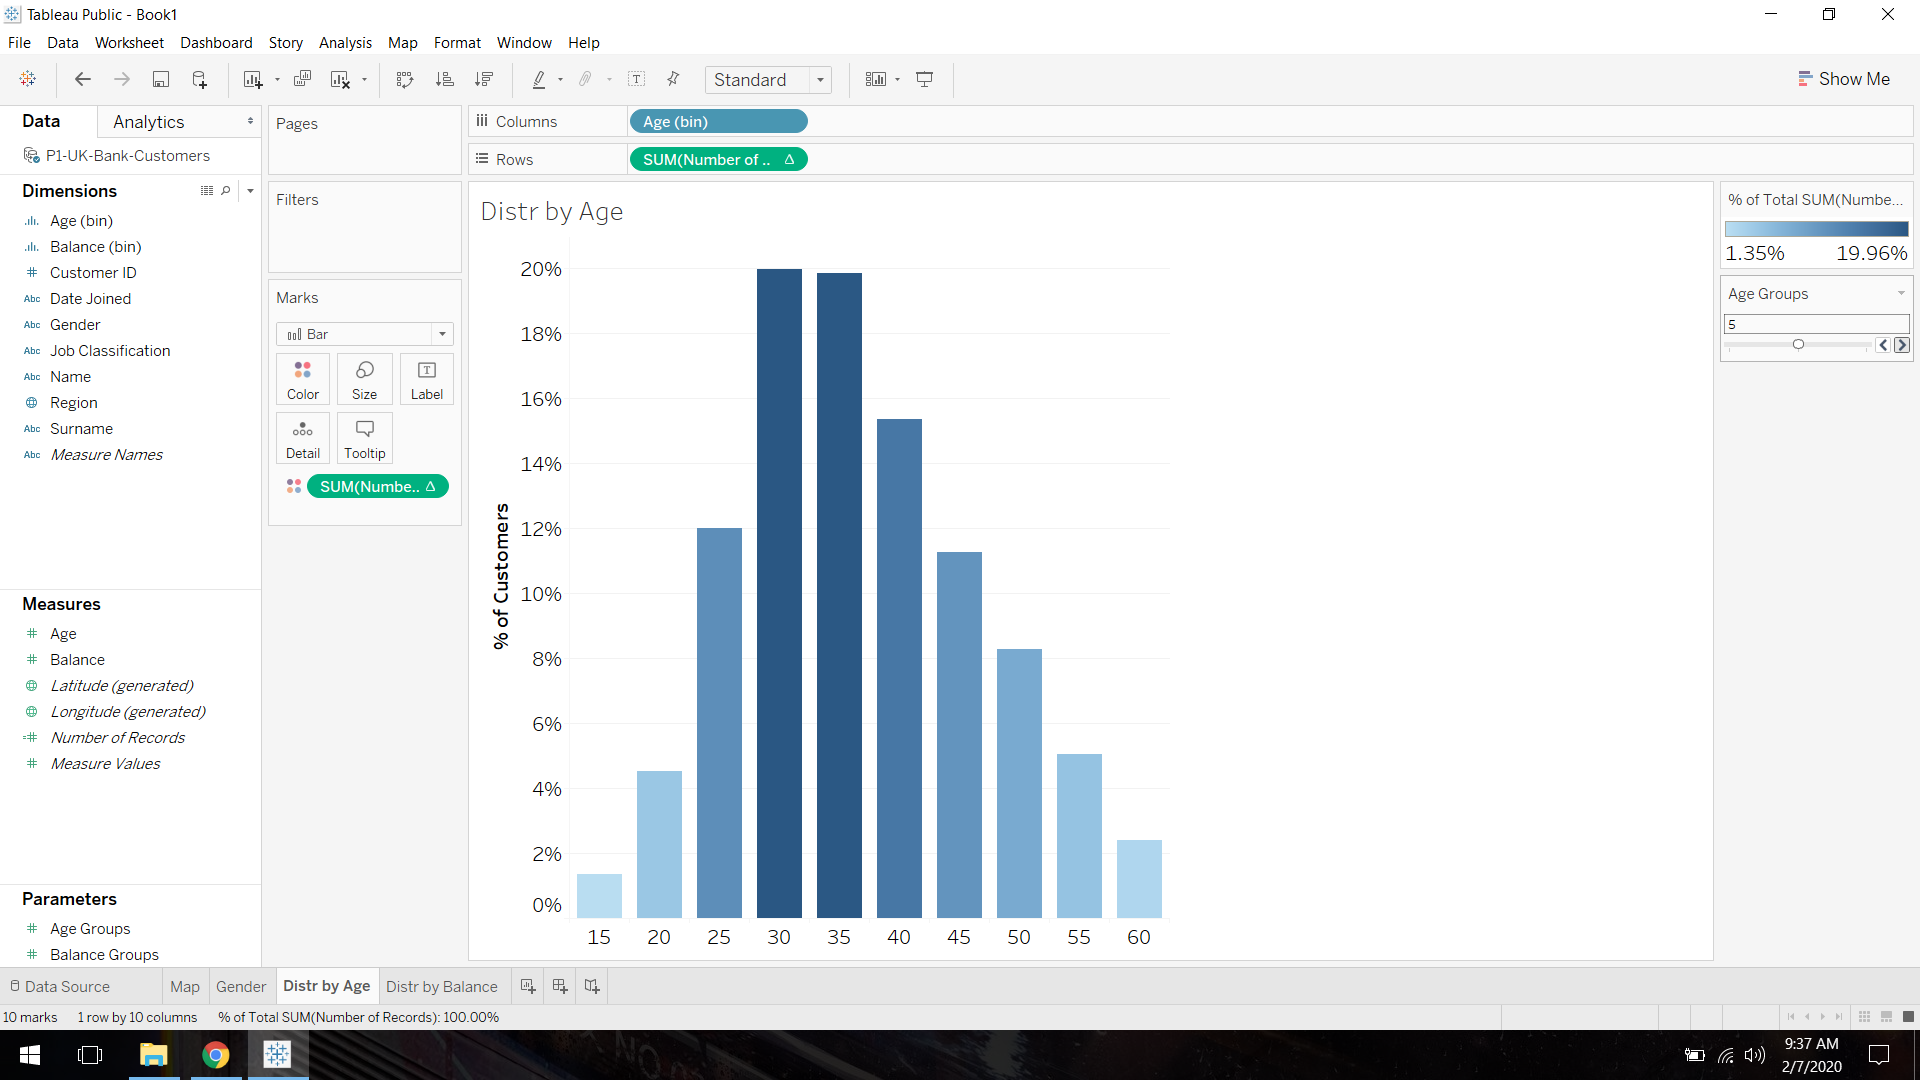 Tableau Public - Book1
File Data Worksheet Dashboard Story Analysis Map Format Window Help
Standard
Show Me
Data
Analytics
P1-UK-Bank-Customers
Dimensions
Age (bin)
Balance (bin)
Customer ID
Abc Date Joined
Abc Gender
Abc Job Classification
Abc Name
Region
Abc Surname
Abc Measure Names
Measures
Age
Balance
Latitude (generated)
Longitude (generated)
Number of Records
Measure Values
Parameters
Age Groups
Balance Groups
Pages
Filters
Marks
Bar
Color Size Label
Detail Tooltip
SUM(Numbe.. Δ
Columns Age (bin)
Rows SUM(Number of .. Δ
Distr by Age
% of Customers
20%
18%
16%
14%
12%
10%
8%
6%
4%
2%
0%
15 20 25 30 35 40 45 50 55 60
% of Total SUM(Numbe...
1.35% 19.96%
Age Groups
5
Data Source Map Gender Distr by Age Distr by Balance
10 marks 1 row by 10 columns % of Total SUM(Number of Records): 100.00%
9:37 AM
2/7/2020